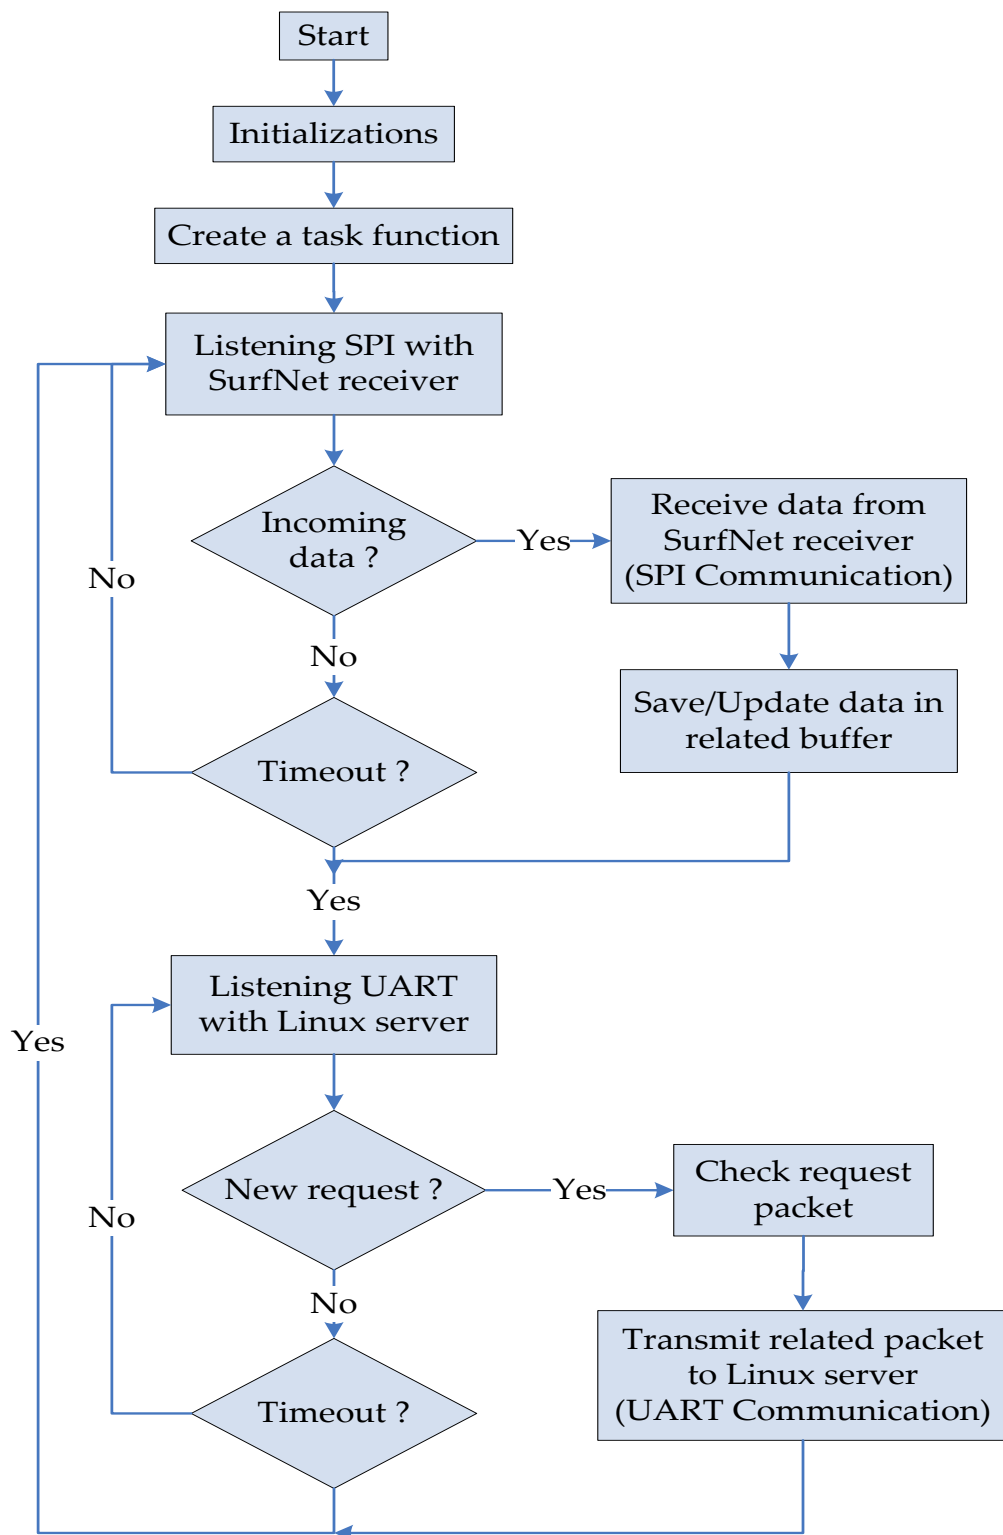 Start
Initializations
Create a task function
Listening SPI with
SurfNet receiver
Incoming
data ?
Yes
Receive data from
SurfNet receiver
(SPI Communication)
No
No
Save/Update data in
related buffer
Timeout ?
Yes
Listening UART
with Linux server
Yes
New request ?
Yes
Check request
packet
No
No
Transmit related packet
to Linux server
(UART Communication)
Timeout ?